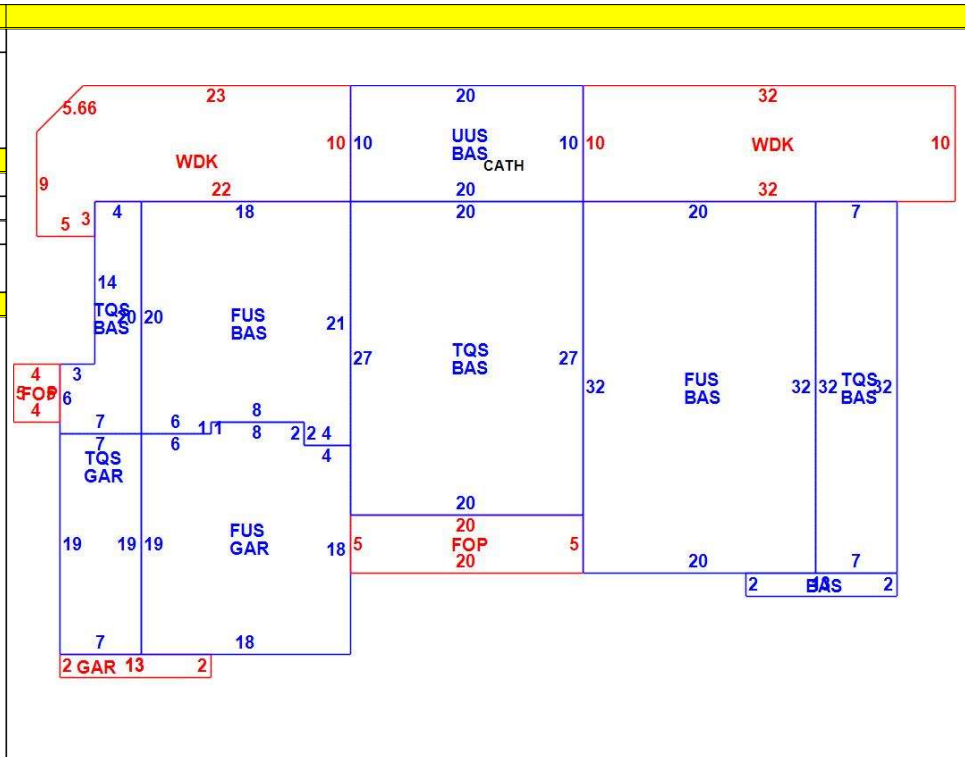 23
20
32
5.66
UUS
10 10 BAS 10 10 WDK 10
WDK
CATH
9
22
20
32
5 3
4 18 20 20 7
14
TQS
BAS
20 20
FUS
BAS
21
27
TQS
BAS
27
32
FUS
BAS
32 32
TQS
BAS
32
4
5 FOP 5
4
3
6
7 6 1 1 8
7 6 8 2 2 4
4
TQS
GAR
19 19 19
FUS
GAR
18
20
20
5 FOP 5
20
20 7
2 BAS 13 2
7 18
2 GAR 13 2